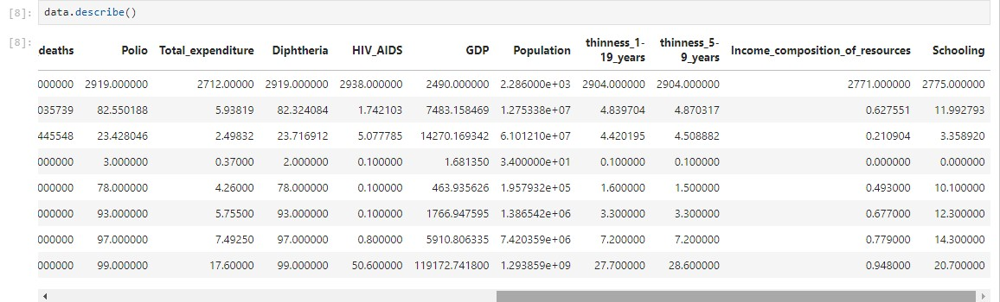 [8]: data.describe()
[8]:
deaths Polio Total_expenditure Diphtheria HIV_AIDS GDP Population thinness_1-19_years thinness_5-9_years Income_composition_of_resources Schooling
000000 2919.000000 2712.00000 2919.000000 2938.000000 2490.000000 2.286000e+03 2904.000000 2904.000000 2771.000000 2775.000000
035739 82.550188 5.93819 82.324084 1.742103 7483.158469 1.275338e+07 4.839704 4.870317 0.627551 11.992793
445548 23.428046 2.49832 23.716912 5.077785 14270.169342 6.101210e+07 4.420195 4.508882 0.210904 3.358920
000000 3.000000 0.37000 2.000000 0.100000 1.681350 3.400000e+01 0.100000 0.100000 0.000000 0.000000
000000 78.000000 4.26000 78.000000 0.100000 463.935626 1.957932e+05 1.600000 1.500000 0.493000 10.100000
000000 93.000000 5.75500 93.000000 0.100000 1766.947595 1.386542e+06 3.300000 3.300000 0.677000 12.300000
000000 97.000000 7.49250 97.000000 0.800000 5910.806335 7.420359e+06 7.200000 7.200000 0.779000 14.300000
000000 99.000000 17.60000 99.000000 50.600000 119172.741800 1.293859e+09 27.700000 28.600000 0.948000 20.700000